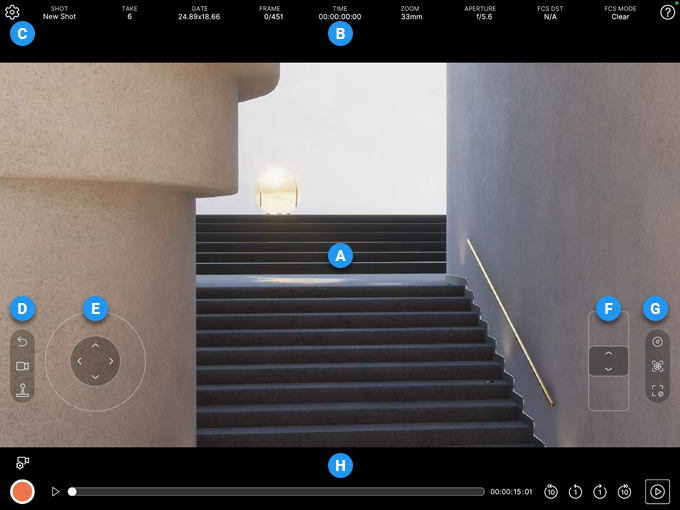 SHOT TAKE GATE FRAME TIME ZOOM APERTURE FCS DST FCS MODE
New Shot 6 24.89x18.66 0/451 00:00:00:00 33mm f/5.6 N/A Clear
?
C B
A
D E F G
H
00:00:15:01 10 1 1 10